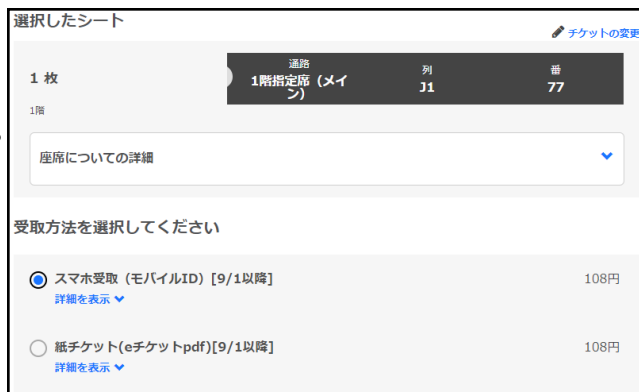 選択したシート
チケットの変更
1 枚
1階
通路
1階指定席（メイ
ン）
列
J1
番
77
座席についての詳細
受取方法を選択してください
スマホ受取（モバイルID）[9/1以降]
108円
詳細を表示
紙チケット(eチケットpdf)[9/1以降]
108円
詳細を表示